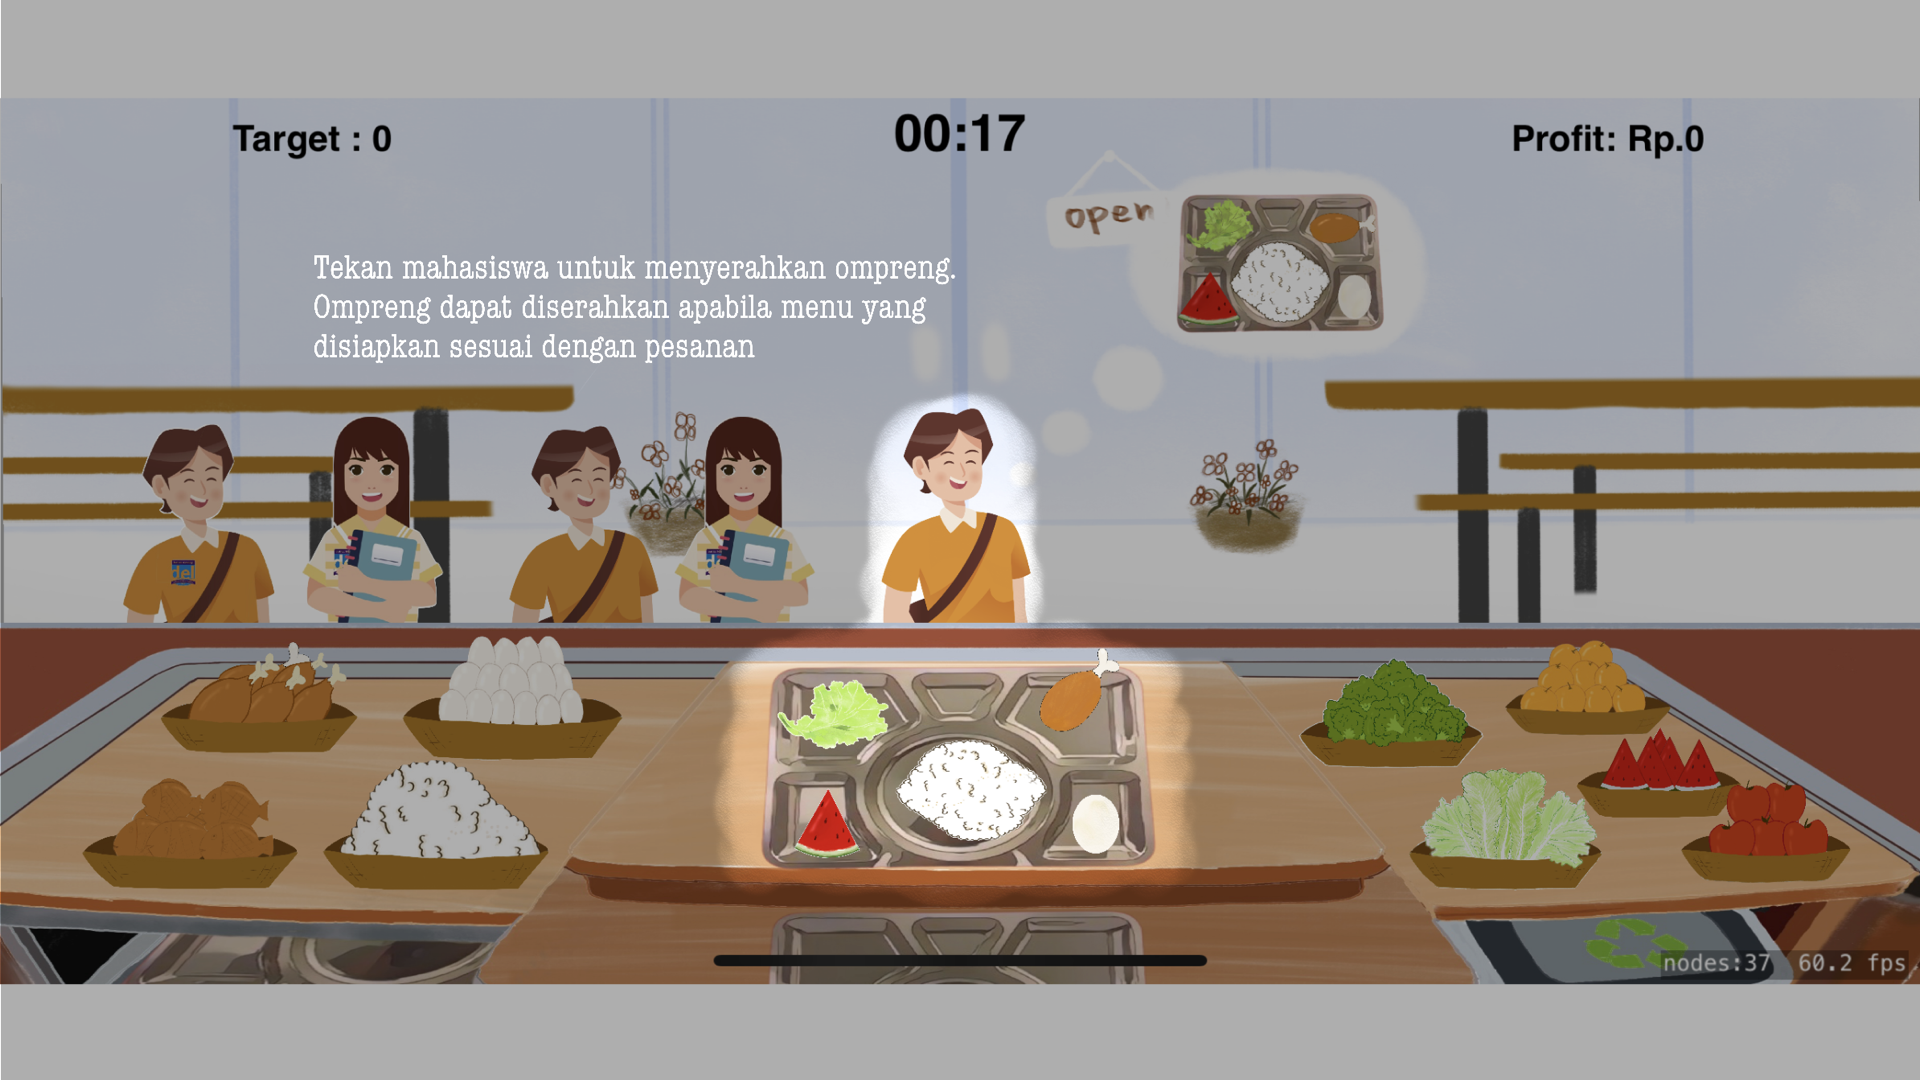 Target : 0
00:17
Profit: Rp.0
open
Tekan mahasiswa untuk menyerahkan ompreng.
Ompreng dapat diserahkan apabila menu yang
disiapkan sesuai dengan pesanan
del
nodes:37 60.2 fps